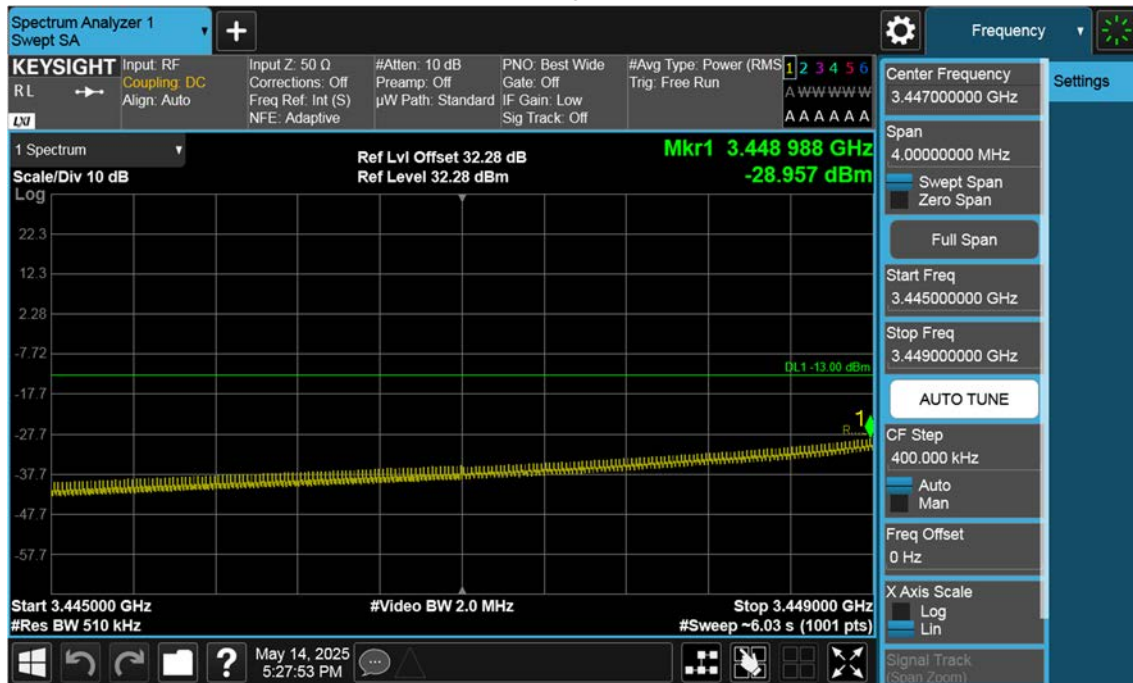 Spectrum Analyzer 1
Swept SA
+
Frequency
KEYSIGHT
R L
LXI
Input: RF
Coupling: DC
Align: Auto
Input Z: 50 Ω
Corrections: Off
Freq Ref: Int (S)
NFE: Adaptive
#Atten: 10 dB
Preamp: Off
µW Path: Standard
PNO: Best Wide
Gate: Off
IF Gain: Low
Sig Track: Off
#Avg Type: Power (RMS
Trig: Free Run
1 2 3 4 5 6
A W W W W W
A A A A A A
1 Spectrum
Scale/Div 10 dB
Log
Ref Lvl Offset 32.28 dB
Ref Level 32.28 dBm
Mkr1 3.448 988 GHz
-28.957 dBm
22.3
12.3
2.28
-7.72
DL1 -13.00 dBm
-17.7
1
-27.7
-37.7
-47.7
-57.7
Start 3.445000 GHz
#Res BW 510 kHz
#Video BW 2.0 MHz
Stop 3.449000 GHz
#Sweep ~6.03 s (1001 pts)
?
May 14, 2025
5:27:53 PM
Center Frequency
3.447000000 GHz
Span
4.00000000 MHz
Swept Span
Zero Span
Full Span
Start Freq
3.445000000 GHz
Stop Freq
3.449000000 GHz
AUTO TUNE
CF Step
400.000 kHz
Auto
Man
Freq Offset
0 Hz
X Axis Scale
Log
Lin
Signal Track
(Span Zoom)
Settings